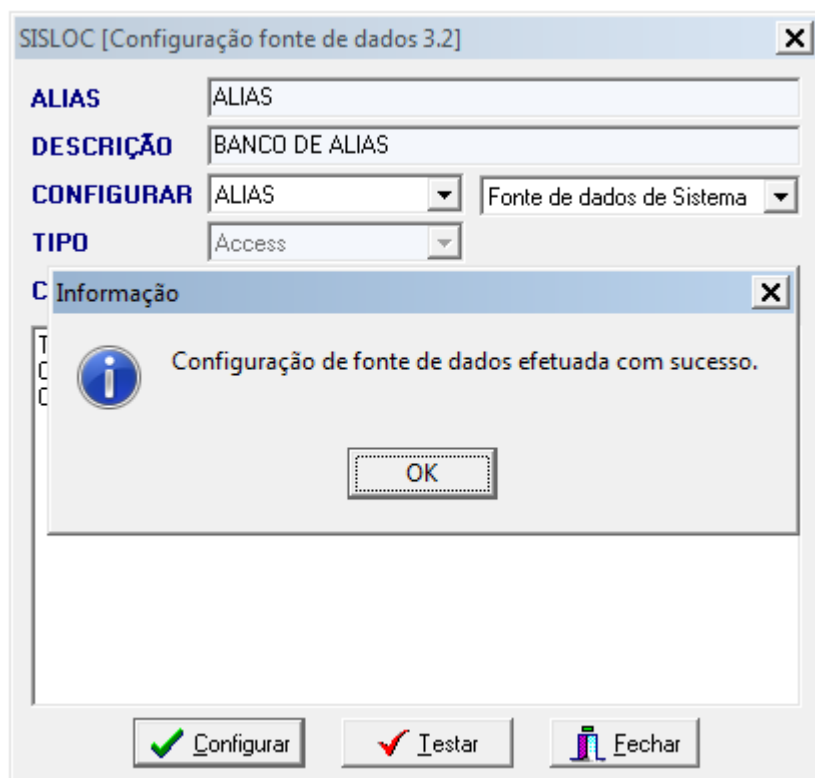 SISLOC [Configuração fonte de dados 3.2]
ALIAS ALIAS
DESCRIÇÃO BANCO DE ALIAS
CONFIGURAR ALIAS Fonte de dados de Sistema
TIPO Access
Informação
Configuração de fonte de dados efetuada com sucesso.
OK
Configurar Testar Fechar